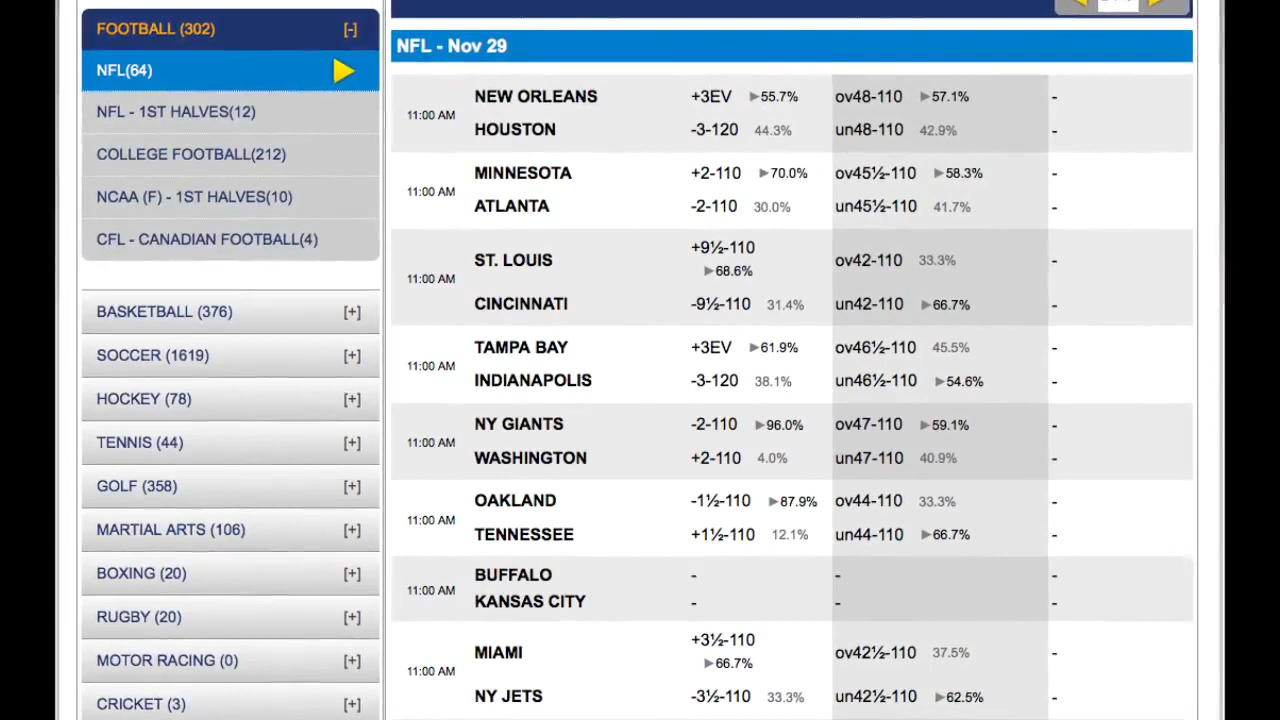 FOOTBALL (302) [-]
NFL(64)
NFL - 1ST HALVES(12)
COLLEGE FOOTBALL(212)
NCAA (F) - 1ST HALVES(10)
CFL - CANADIAN FOOTBALL(4)
BASKETBALL (376) [+]
SOCCER (1619) [+]
HOCKEY (78) [+]
TENNIS (44) [+]
GOLF (358) [+]
MARTIAL ARTS (106) [+]
BOXING (20) [+]
RUGBY (20) [+]
MOTOR RACING (0) [+]
CRICKET (3) [+]
NFL - Nov 29
11:00 AM
NEW ORLEANS +3EV ▶55.7% ov48-110 ▶57.1% -
HOUSTON -3-120 44.3% un48-110 42.9% -
11:00 AM
MINNESOTA +2-110 ▶70.0% ov45½-110 ▶58.3% -
ATLANTA -2-110 30.0% un45½-110 41.7% -
11:00 AM
ST. LOUIS +9½-110 ▶68.6% ov42-110 33.3% -
CINCINNATI -9½-110 31.4% un42-110 ▶66.7% -
11:00 AM
TAMPA BAY +3EV ▶61.9% ov46½-110 45.5% -
INDIANAPOLIS -3-120 38.1% un46½-110 ▶54.6% -
11:00 AM
NY GIANTS -2-110 ▶96.0% ov47-110 ▶59.1% -
WASHINGTON +2-110 4.0% un47-110 40.9% -
11:00 AM
OAKLAND -1½-110 ▶87.9% ov44-110 33.3% -
TENNESSEE +1½-110 12.1% un44-110 ▶66.7% -
11:00 AM
BUFFALO - - -
KANSAS CITY - - -
11:00 AM
MIAMI +3½-110 ▶66.7% ov42½-110 37.5% -
NY JETS -3½-110 33.3% un42½-110 ▶62.5% -